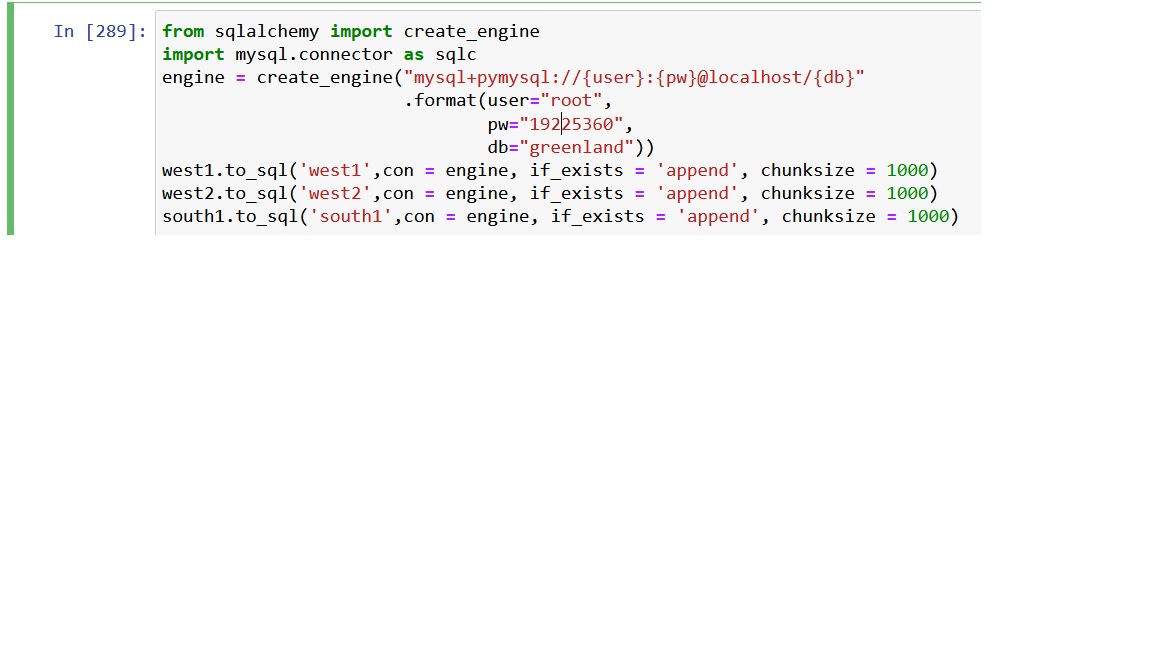 In [289]: from sqlalchemy import create_engine
import mysql.connector as sqlc
engine = create_engine("mysql+pymysql://{user}:{pw}@localhost/{db}"
.format(user="root",
pw="19225360",
db="greenland"))
west1.to_sql('west1',con = engine, if_exists = 'append', chunksize = 1000)
west2.to_sql('west2',con = engine, if_exists = 'append', chunksize = 1000)
south1.to_sql('south1',con = engine, if_exists = 'append', chunksize = 1000)